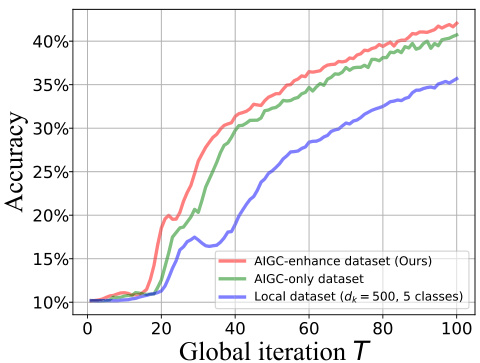 40%
35%
30%
25%
20%
15%
10%
Accuracy
AIGC-enhance dataset (Ours)
AIGC-only dataset
Local dataset (d_k = 500, 5 classes)
0 20 40 60 80 100
Global iteration T